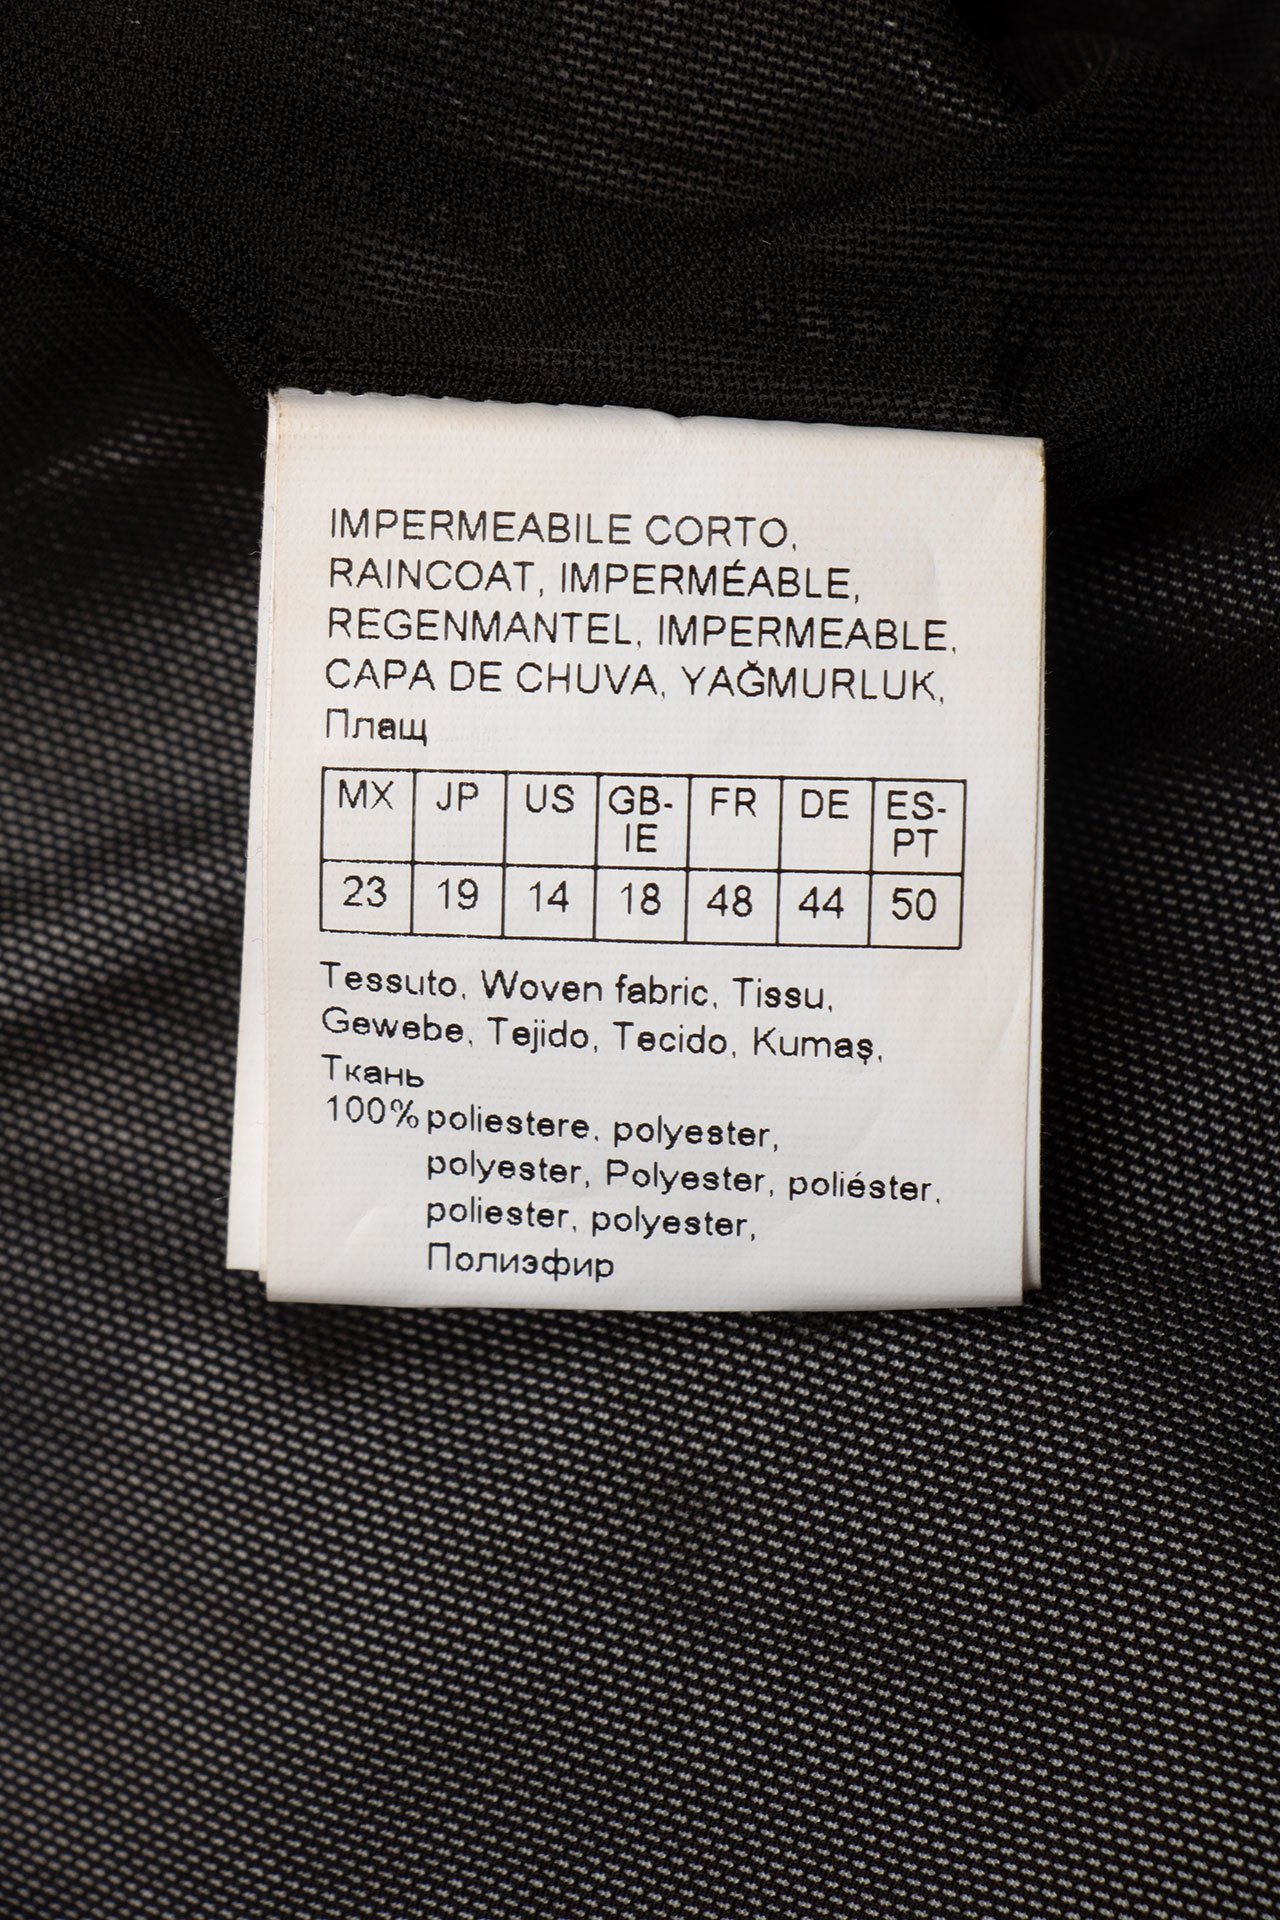 IMPERMEABILE CORTO,
RAINCOAT, IMPERMÉABLE,
REGENMANTEL, IMPERMEABLE,
CAPA DE CHUVA, YAĞMURLUK,
Плащ
MX JP US GB-IE FR DE ES-PT
23 19 14 18 48 44 50
Tessuto, Woven fabric, Tissu,
Gewebe, Tejido, Tecido, Kumaş,
Ткань
100% poliestere, polyester,
polyester, Polyester, poliéster,
poliester, polyester,
Полиэфир